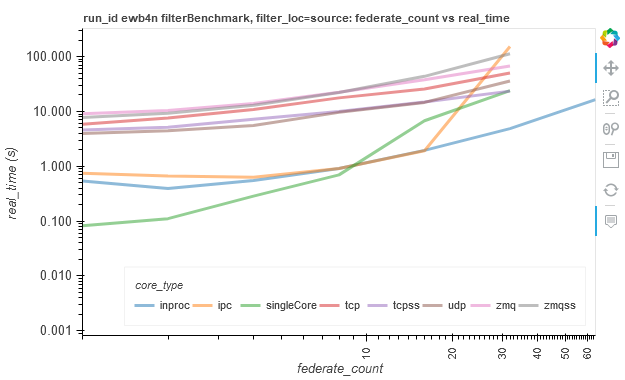 run_id ewb4n filterBenchmark, filter_loc=source: federate_count vs real_time
100.000
10.000
1.000
0.100
0.010
0.001
real_time (s)
core_type
inproc ipc singleCore tcp tcpss udp zmq zmqss
10 20 30 40 50 60
federate_count